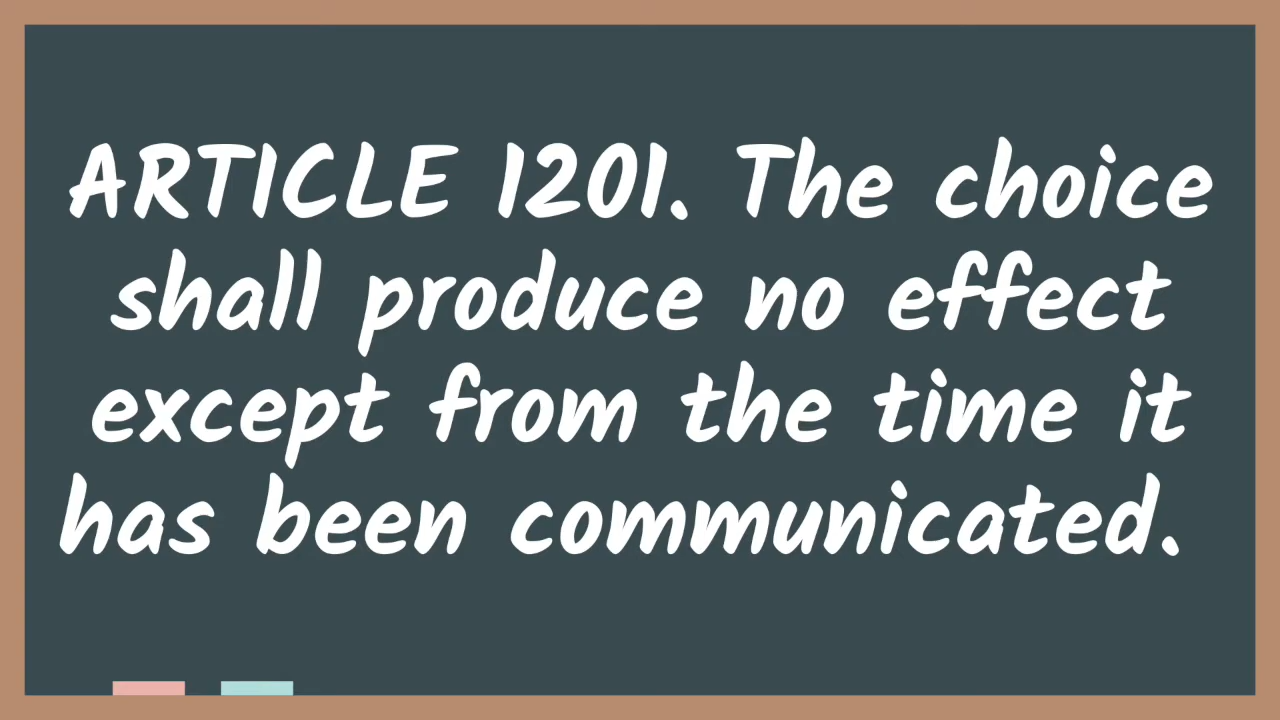 ARTICLE 1201. The choice
shall produce no effect
except from the time it
has been communicated.